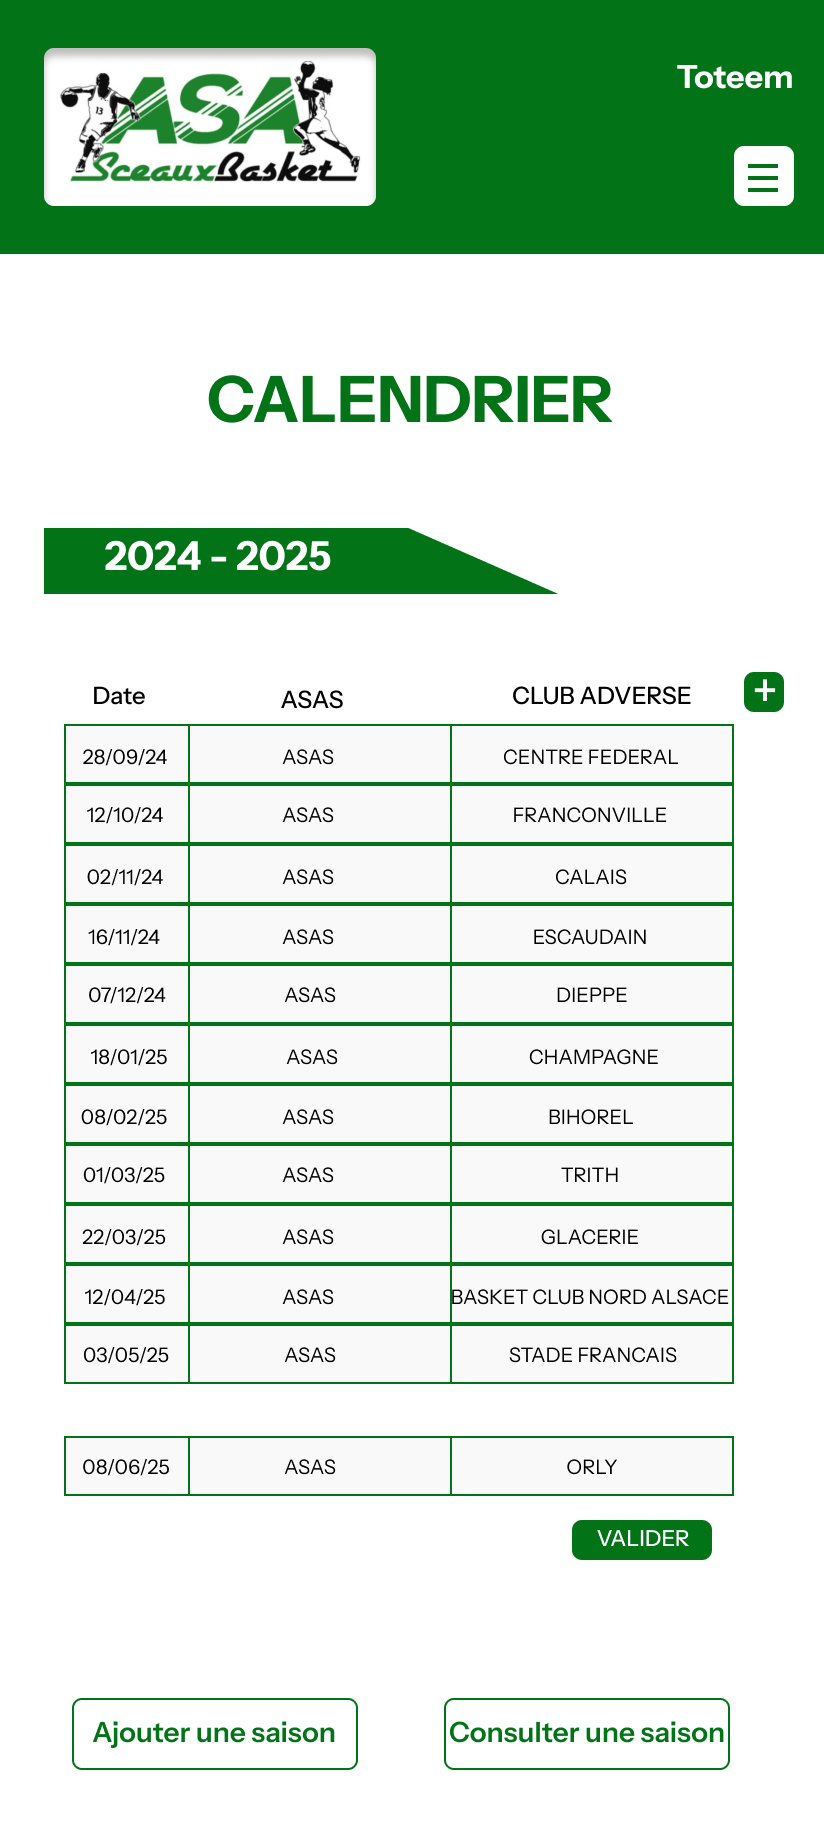 ASA
13
SceauxBasket
Toteem
CALENDRIER
2024 - 2025
Date ASAS CLUB ADVERSE +
28/09/24 ASAS CENTRE FEDERAL
12/10/24 ASAS FRANCONVILLE
02/11/24 ASAS CALAIS
16/11/24 ASAS ESCAUDAIN
07/12/24 ASAS DIEPPE
18/01/25 ASAS CHAMPAGNE
08/02/25 ASAS BIHOREL
01/03/25 ASAS TRITH
22/03/25 ASAS GLACERIE
12/04/25 ASAS BASKET CLUB NORD ALSACE
03/05/25 ASAS STADE FRANCAIS
08/06/25 ASAS ORLY
VALIDER
Ajouter une saison Consulter une saison